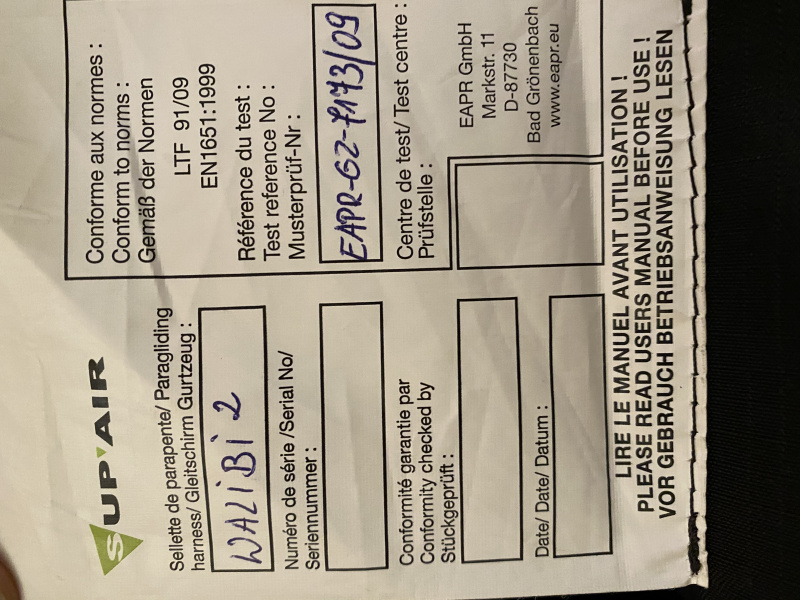 SUP'AIR
Sellette de parapente/ Paragliding
harness/ Gleitschirm Gurtzeug :
WALIBI 2
Numéro de série /Serial No/
Seriennummer :
Conformité garantie par
Conformity checked by
Stückgeprüft :
Date/ Date/ Datum :
Conforme aux normes :
Conform to norms :
Gemäß der Normen
LTF 91/09
EN1651:1999
Référence du test :
Test reference No :
Musterprüf-Nr :
EAPR-GZ-7173/09
Centre de test/ Test centre :
Prüfstelle :
EAPR GmbH
Markstr. 11
D-87730
Bad Grönenbach
www.eapr.eu
LIRE LE MANUEL AVANT UTILISATION !
PLEASE READ USERS MANUAL BEFORE USE !
VOR GEBRAUCH BETRIEBSANWEISUNG LESEN